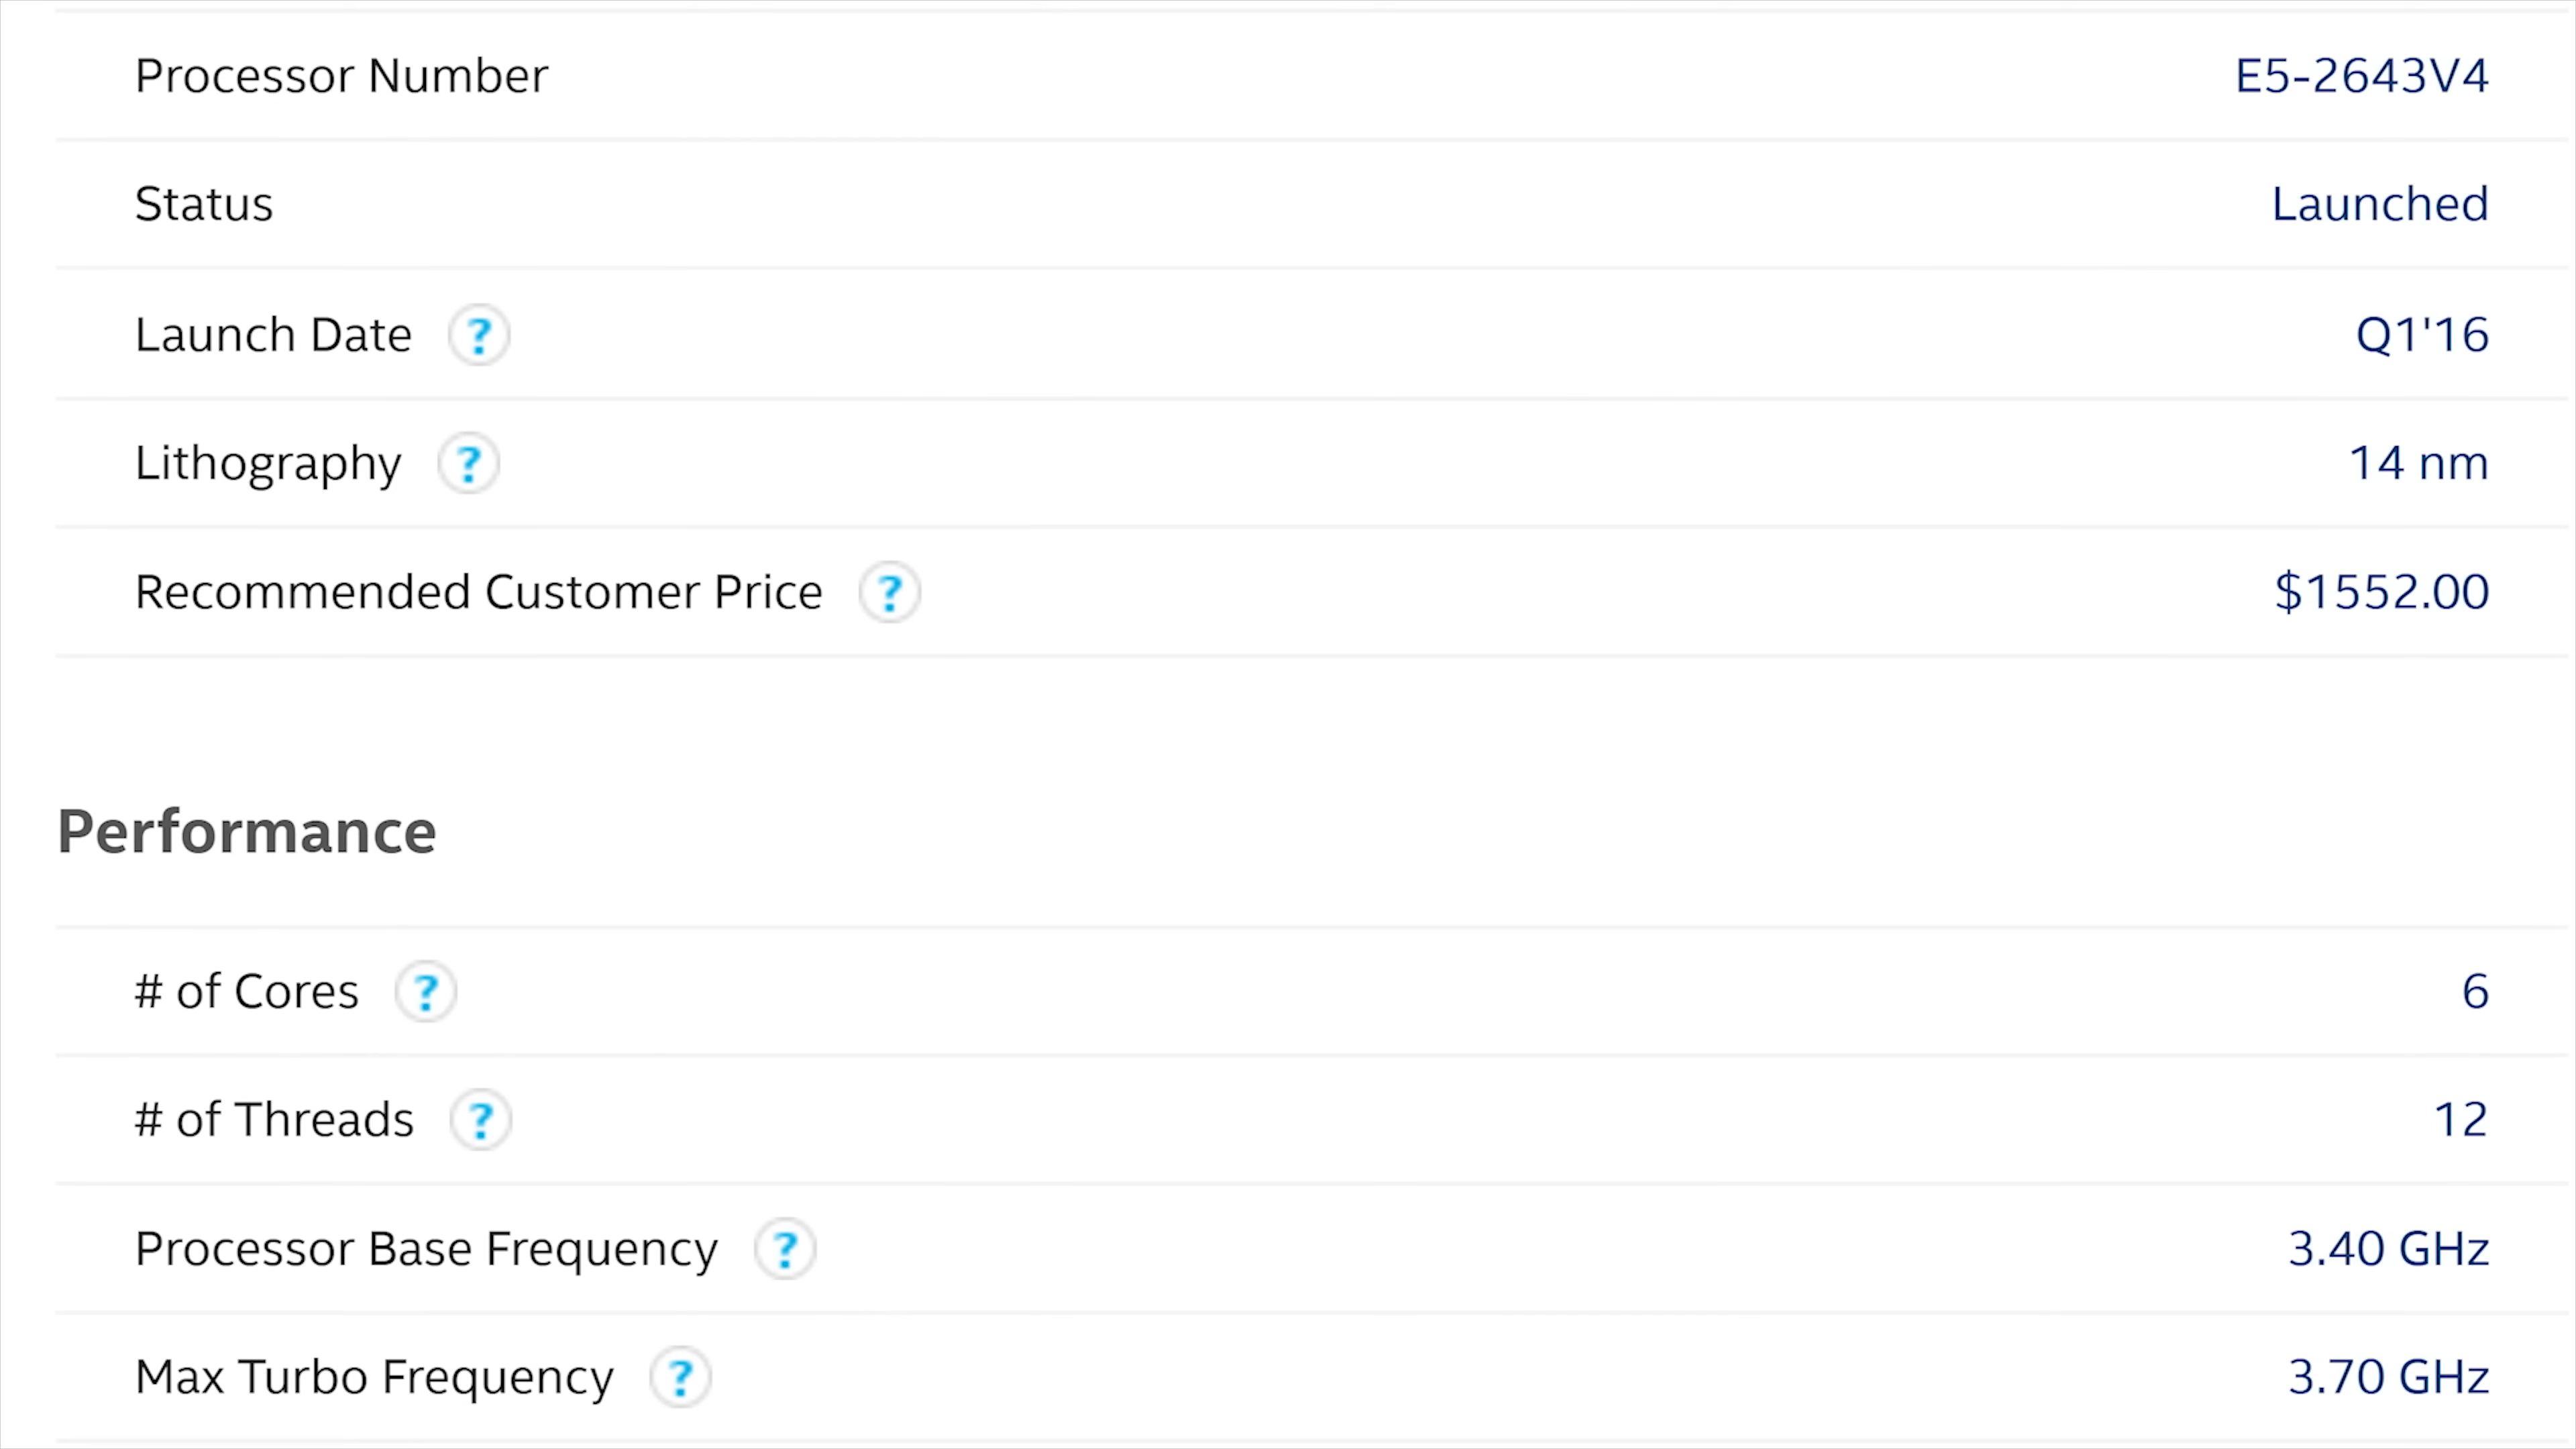 Processor Number E5-2643V4
Status Launched
Launch Date ? Q1'16
Lithography ? 14 nm
Recommended Customer Price ? $1552.00
Performance
# of Cores ? 6
# of Threads ? 12
Processor Base Frequency ? 3.40 GHz
Max Turbo Frequency ? 3.70 GHz